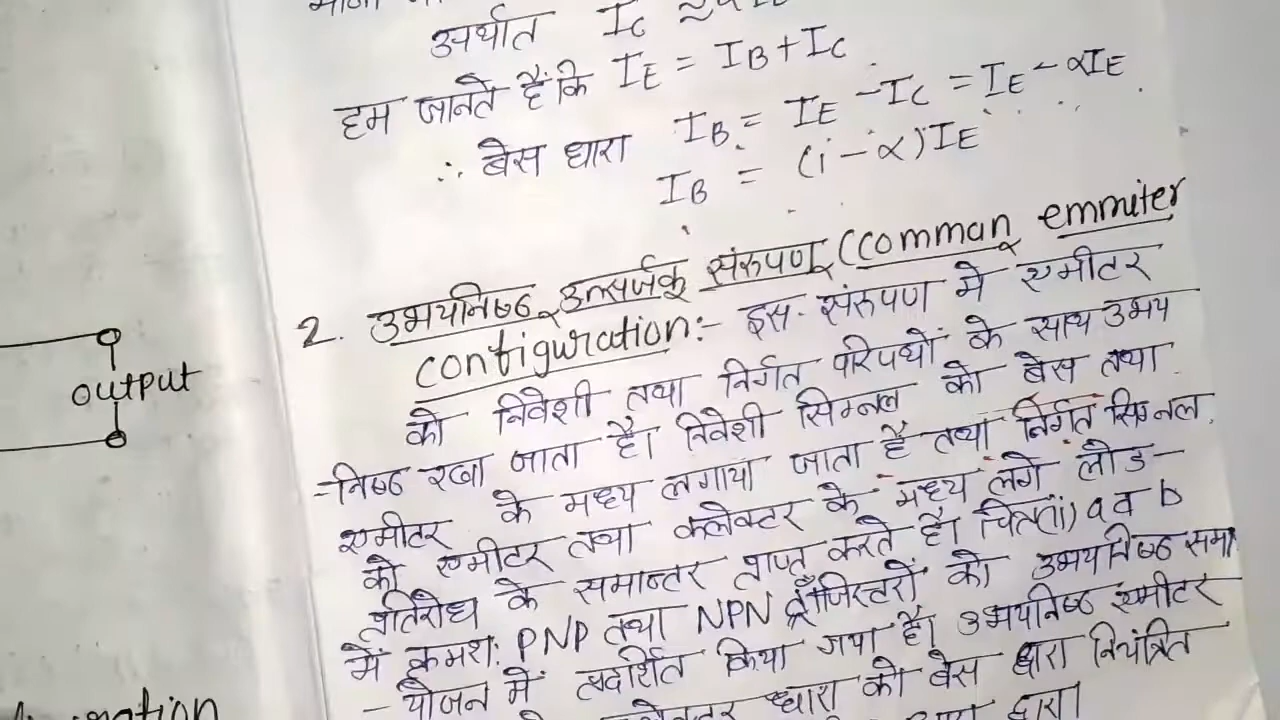 अर्थात IC ≈
हम जानते हैं कि IE = IB + IC
∴ बेस धारा IB = IE - IC = IE - αIE
IB = (1 - α) IE
2. उभयनिष्ठ उत्सर्जक संरुपण (comman emmiter
configuration:- इस संरुपण में एमीटर
को निवेशी तथा निर्गत परिपथों के साथ उभय
-निष्ठ रखा जाता है। निवेशी सिग्नल को बेस तथा
एमीटर के मध्य लगाया जाता है तथा निर्गत सिग्नल
को एमीटर तथा कलेक्टर के मध्य लगे लोड-
प्रतिरोध के समान्तर प्राप्त करते है। चित्र(ii) a व b
में क्रमश: PNP तथा NPN ट्रॉंजिस्टरों को उभयनिष्ठ समा
-योजन में प्रदर्शित किया गया है। उभयनिष्ठ एमीटर
धारा को बेस द्वारा नियंत्रित
द्वारा
output